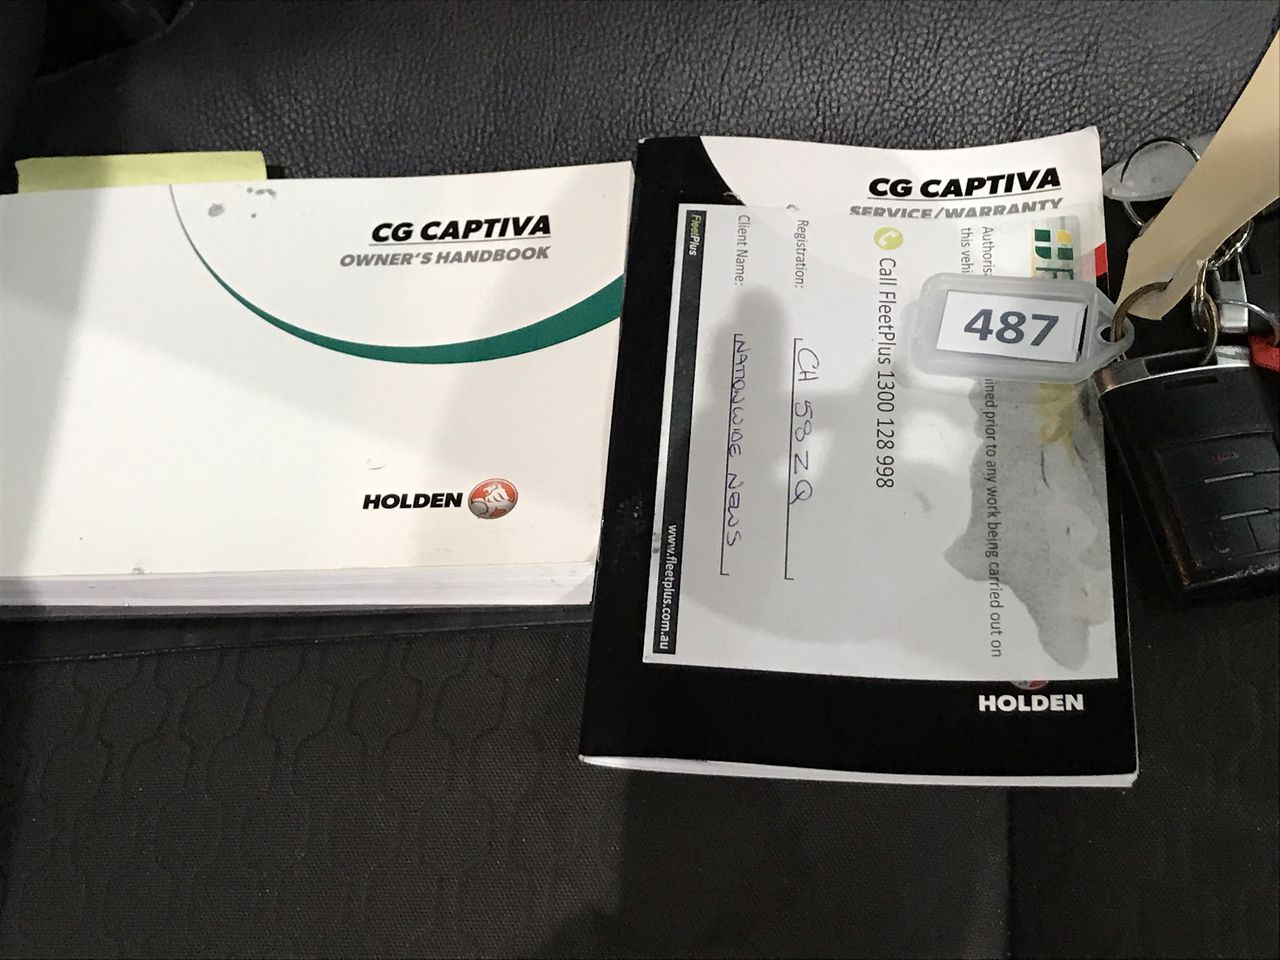 CG CAPTIVA
OWNER'S HANDBOOK
HOLDEN
CG CAPTIVA
SERVICE/WARRANTY
this
ined prior to any work being carried out on
Call FleetPlus 1300 128 998
Registration: CH 58 ZQ
Client Name: NATIONWIDE NEWS
FleetPlus
www.fleetplus.com.au
487
HOLDEN